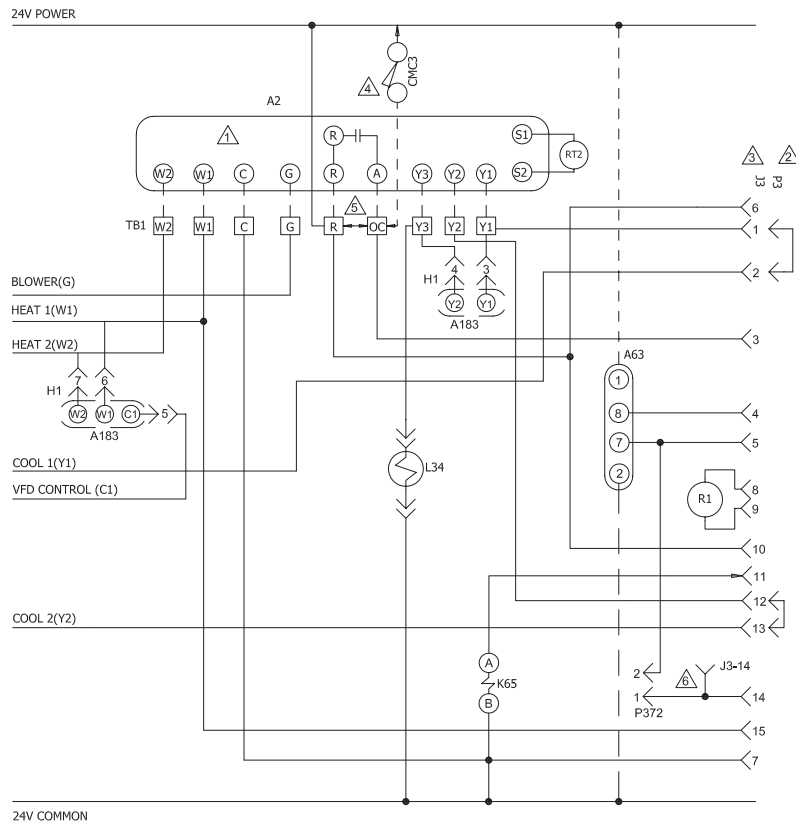 24V POWER
CMC3
4
A2
1
R
S1
RT2
W2 W1 C G R A Y3 Y2 Y1 S2
3 2
J3 P3
5
6
TB1 W2 W1 C G R OC Y3 Y2 Y1
1
4 3
2
H1
BLOWER(G)
Y2 Y1
HEAT 1(W1)
A183
3
HEAT 2(W2)
A63
1
7 6
H1
W2 W1 C1 5
8 4
A183
7 5
COOL 1(Y1)
L34
2
VFD CONTROL (C1)
8
R1
9
10
11
12
COOL 2(Y2)
13
A
2 6 J3-14
K65
B
1 14
P372
15
7
24V COMMON